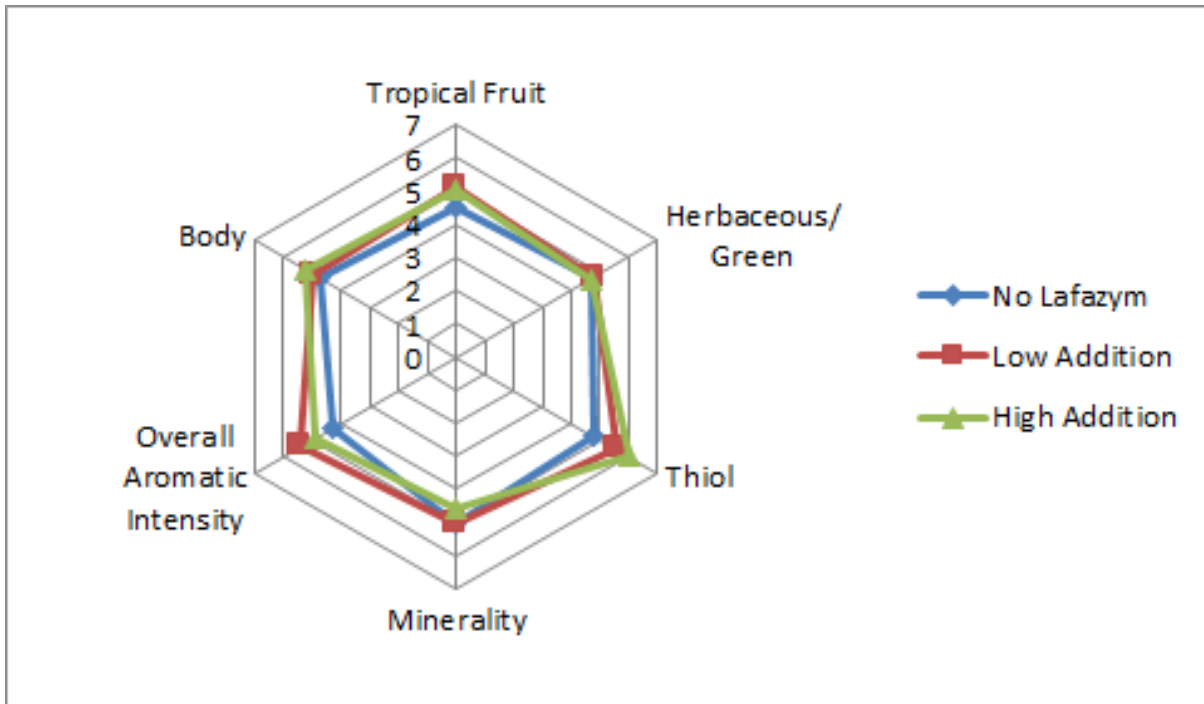 Tropical Fruit
7
6
5
4
3
2
1
0
Herbaceous/
Green
Thiol
Minerality
Overall
Aromatic
Intensity
Body
No Lafazym
Low Addition
High Addition